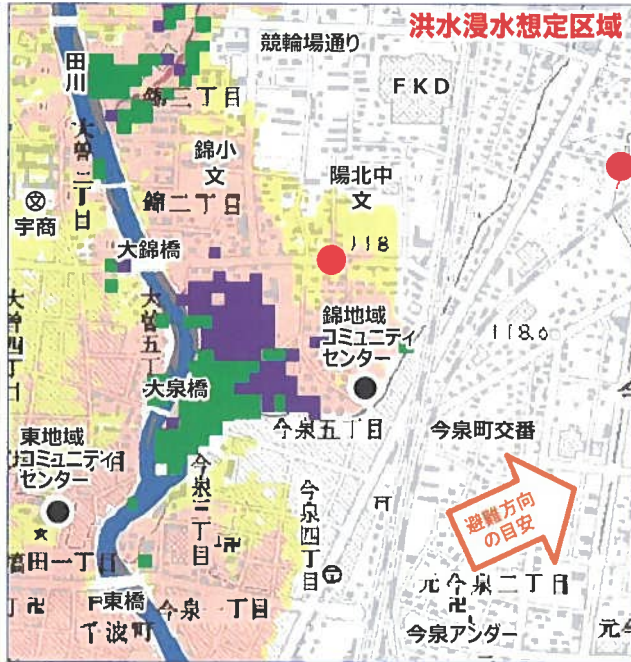 洪水浸水想定区域
競輪場通り
田川
FKD
錦三丁目
大曽二丁目
錦小
文
陽北中
文
文
宇商
錦二丁目
118
大錦橋
大曽四丁目
大曽五丁
錦地域
コミュニティ
センター
118.0
大泉橋
今泉五丁目
今泉町交番
東地域
コミュニティ
センター
今泉三丁目
今泉四丁目
避難方向
の目安
田一丁目
元今泉二丁目
東橋
今泉一丁目
千波町
今泉アンダー
元